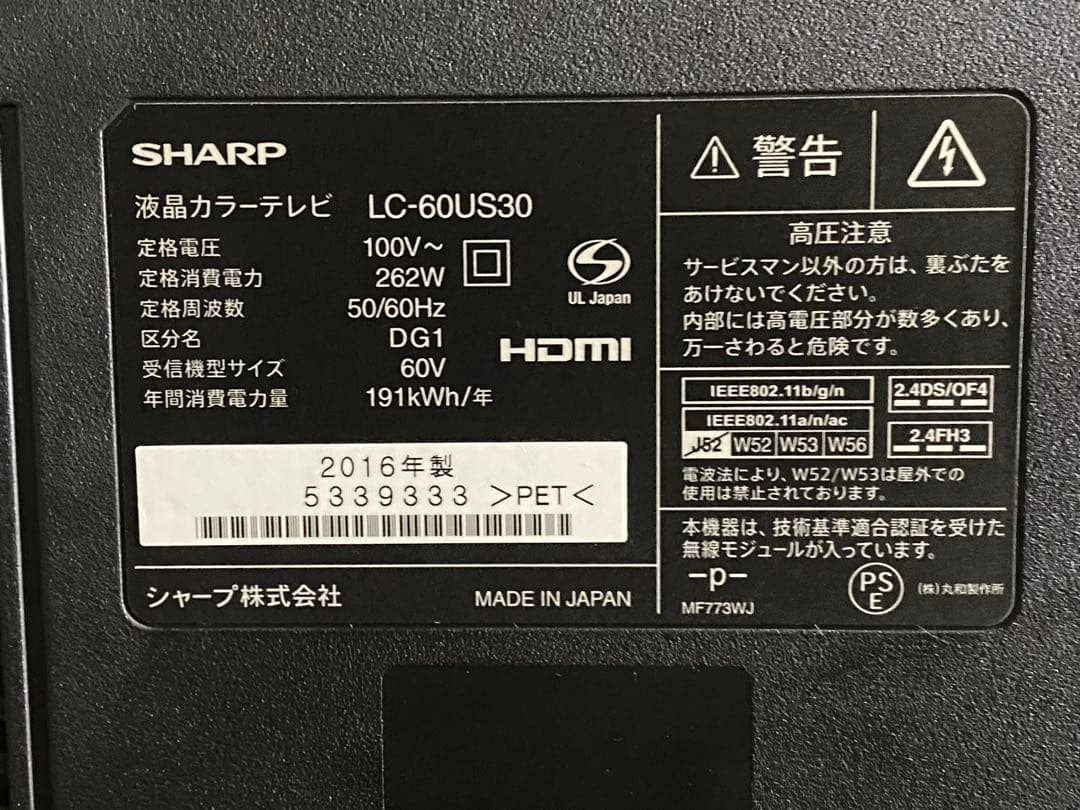 SHARP
液晶カラーテレビ LC-60US30
定格電圧 100V～
定格消費電力 262W
定格周波数 50/60Hz
区分名 DG1
受信機型サイズ 60V
年間消費電力量 191kWh/年
UL Japan
HDMI
2016年製
5339333 >PET<
シャープ株式会社 MADE IN JAPAN
警告
高圧注意
サービスマン以外の方は、裏ぶたを
あけないでください。
内部には高電圧部分が数多くあり、
万一さわると危険です。
IEEE802.11b/g/n
IEEE802.11a/n/ac
J52 W52 W53 W56
2.4DS/OF4
2.4FH3
電波法により、W52/W53は屋外での
使用は禁止されております。
本機器は、技術基準適合認証を受けた
無線モジュールが入っています。
-p-
MF773WJ
PS
E
(株)丸和製作所